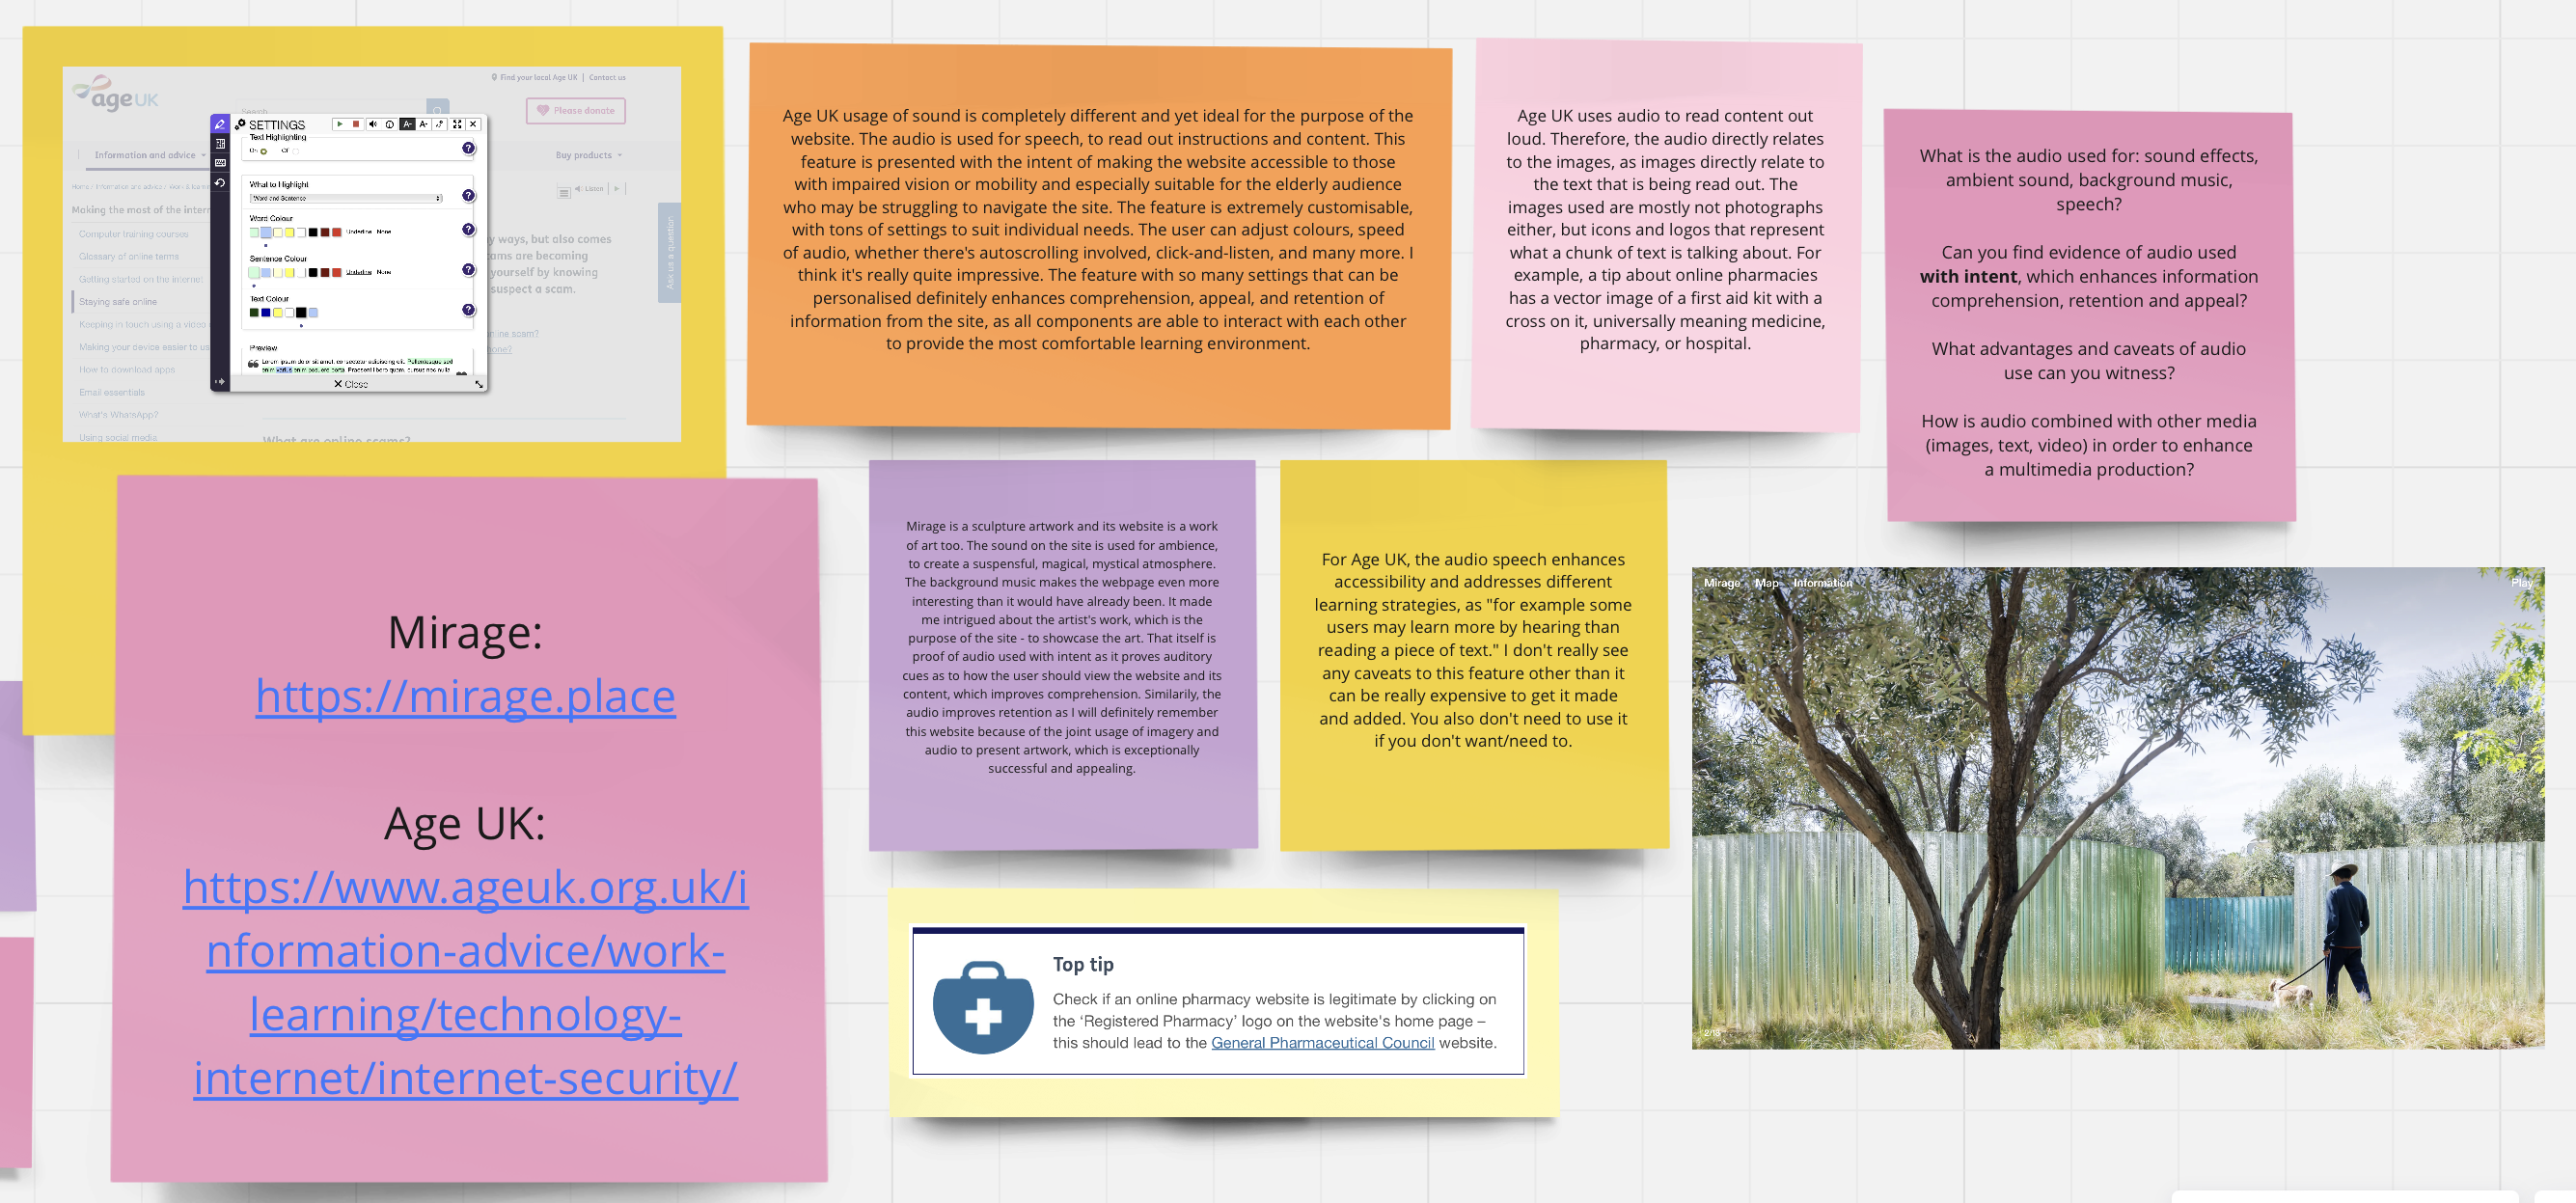 ageUK
Find your local Age UK | Contact us
Search
Please donate
Information and advice
Buy products
Home / Information and advice / Work & learning
Listen
Making the most of the inter
Computer training courses
Glossary of online terms
Getting started on the internet
Staying safe online
Keeping in touch using a video
Making your device easier to us
How to download apps
Email essentials
What's WhatsApp?
Using social media
y ways, but also comes
ams are becoming
yourself by knowing
suspect a scam.
nline scam?
hone?
Ask us a question
What are online scams?
SETTINGS
Text Highlighting
On Off
What to Highlight
Word and Sentence
Word Colour
Underline None
Sentence Colour
Underline None
Text Colour
Preview
Close
Age UK usage of sound is completely different and yet ideal for the purpose of the
website. The audio is used for speech, to read out instructions and content. This
feature is presented with the intent of making the website accessible to those
with impaired vision or mobility and especially suitable for the elderly audience
who may be struggling to navigate the site. The feature is extremely customisable,
with tons of settings to suit individual needs. The user can adjust colours, speed
of audio, whether there's autoscrolling involved, click-and-listen, and many more. I
think it's really quite impressive. The feature with so many settings that can be
personalised definitely enhances comprehension, appeal, and retention of
information from the site, as all components are able to interact with each other
to provide the most comfortable learning environment.
Age UK uses audio to read content out
loud. Therefore, the audio directly relates
to the images, as images directly relate to
the text that is being read out. The
images used are mostly not photographs
either, but icons and logos that represent
what a chunk of text is talking about. For
example, a tip about online pharmacies
has a vector image of a first aid kit with a
cross on it, universally meaning medicine,
pharmacy, or hospital.
What is the audio used for: sound effects,
ambient sound, background music,
speech?
Can you find evidence of audio used
with intent, which enhances information
comprehension, retention and appeal?
What advantages and caveats of audio
use can you witness?
How is audio combined with other media
(images, text, video) in order to enhance
a multimedia production?
Mirage:
https://mirage.place
Age UK:
https://www.ageuk.org.uk/i
nformation-advice/work-
learning/technology-
internet/internet-security/
Mirage is a sculpture artwork and its website is a work
of art too. The sound on the site is used for ambience,
to create a suspensful, magical, mystical atmosphere.
The background music makes the webpage even more
interesting than it would have already been. It made
me intrigued about the artist's work, which is the
purpose of the site - to showcase the art. That itself is
proof of audio used with intent as it proves auditory
cues as to how the user should view the website and its
content, which improves comprehension. Similarily, the
audio improves retention as I will definitely remember
this website because of the joint usage of imagery and
audio to present artwork, which is exceptionally
successful and appealing.
For Age UK, the audio speech enhances
accessibility and addresses different
learning strategies, as "for example some
users may learn more by hearing than
reading a piece of text." I don't really see
any caveats to this feature other than it
can be really expensive to get it made
and added. You also don't need to use it
if you don't want/need to.
Top tip
Check if an online pharmacy website is legitimate by clicking on
the ‘Registered Pharmacy’ logo on the website's home page –
this should lead to the General Pharmaceutical Council website.
Mirage Map Information Play